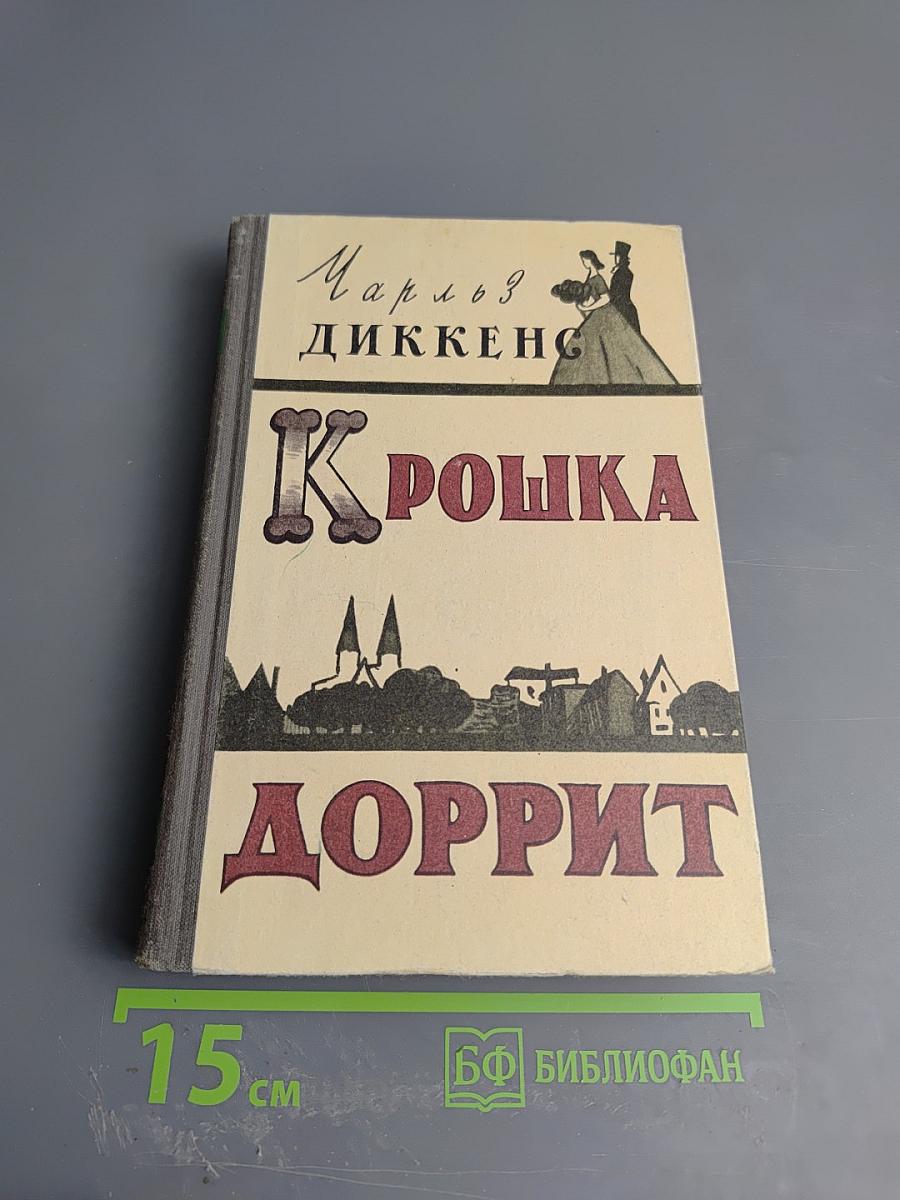 Чарльз
ДИККЕНС
КРОШКА
ДОРРИТ
15 см
БФ БИБЛИОФАН